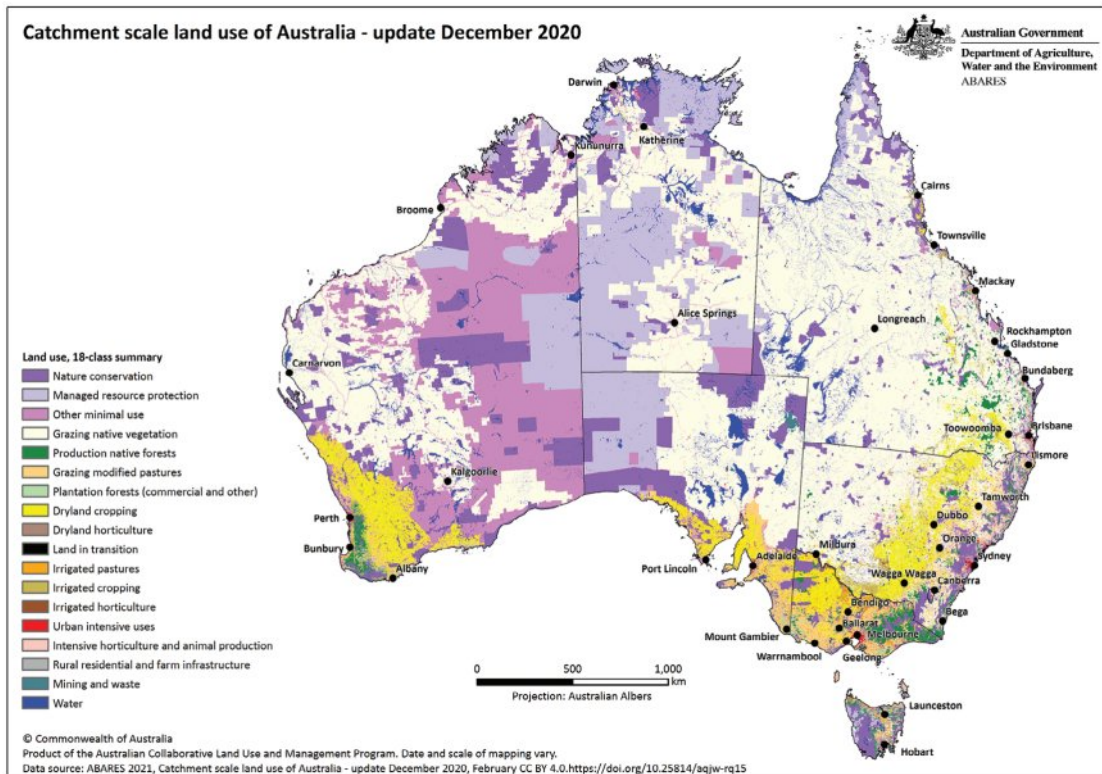 Catchment scale land use of Australia - update December 2020
Australian Government
Department of Agriculture,
Water and the Environment
ABARES
Darwin
Katherine
Kununurra
Broome
Cairns
Townsville
Mackay
Alice Springs
Longreach
Rockhampton
Gladstone
Carnarvon
Bundaberg
Toowoomba
Brisbane
Lismore
Kalgoorlie
Tamworth
Perth
Dubbo
Orange
Bunbury
Mildura
Sydney
Albany
Port Lincoln
Adelaide
Wagga Wagga
Canberra
Bendigo
Bega
Ballarat
Mount Gambier
Melbourne
Warrnambool
Geelong
Launceston
Hobart
Land use, 18-class summary
Nature conservation
Managed resource protection
Other minimal use
Grazing native vegetation
Production native forests
Grazing modified pastures
Plantation forests (commercial and other)
Dryland cropping
Dryland horticulture
Land in transition
Irrigated pastures
Irrigated cropping
Irrigated horticulture
Urban intensive uses
Intensive horticulture and animal production
Rural residential and farm infrastructure
Mining and waste
Water
0 500 1,000
km
Projection: Australian Albers
© Commonwealth of Australia
Product of the Australian Collaborative Land Use and Management Program. Date and scale of mapping vary.
Data source: ABARES 2021, Catchment scale land use of Australia - update December 2020, February CC BY 4.0.https://doi.org/10.25814/aqjw-rq15